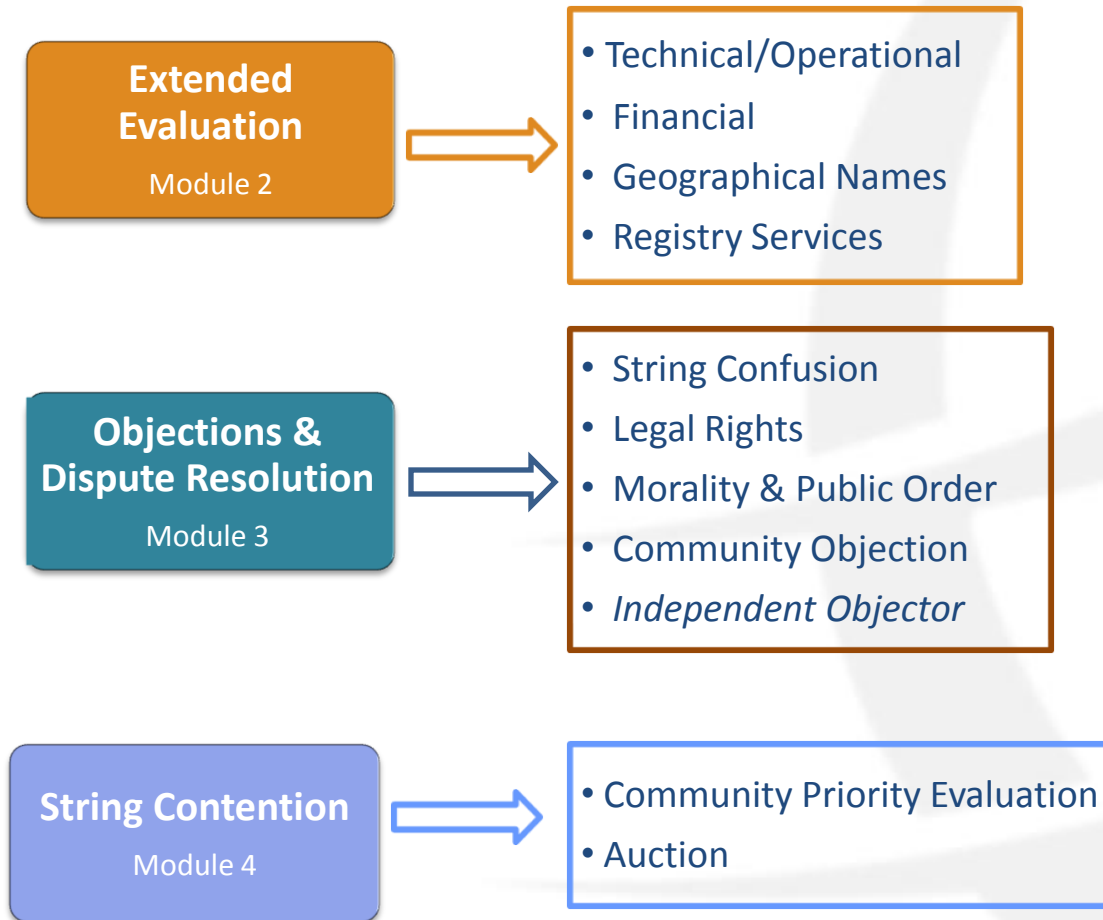 Extended
Evaluation
Module 2
• Technical/Operational
• Financial
• Geographical Names
• Registry Services
Objections &
Dispute Resolution
Module 3
• String Confusion
• Legal Rights
• Morality & Public Order
• Community Objection
• Independent Objector
String Contention
Module 4
• Community Priority Evaluation
• Auction